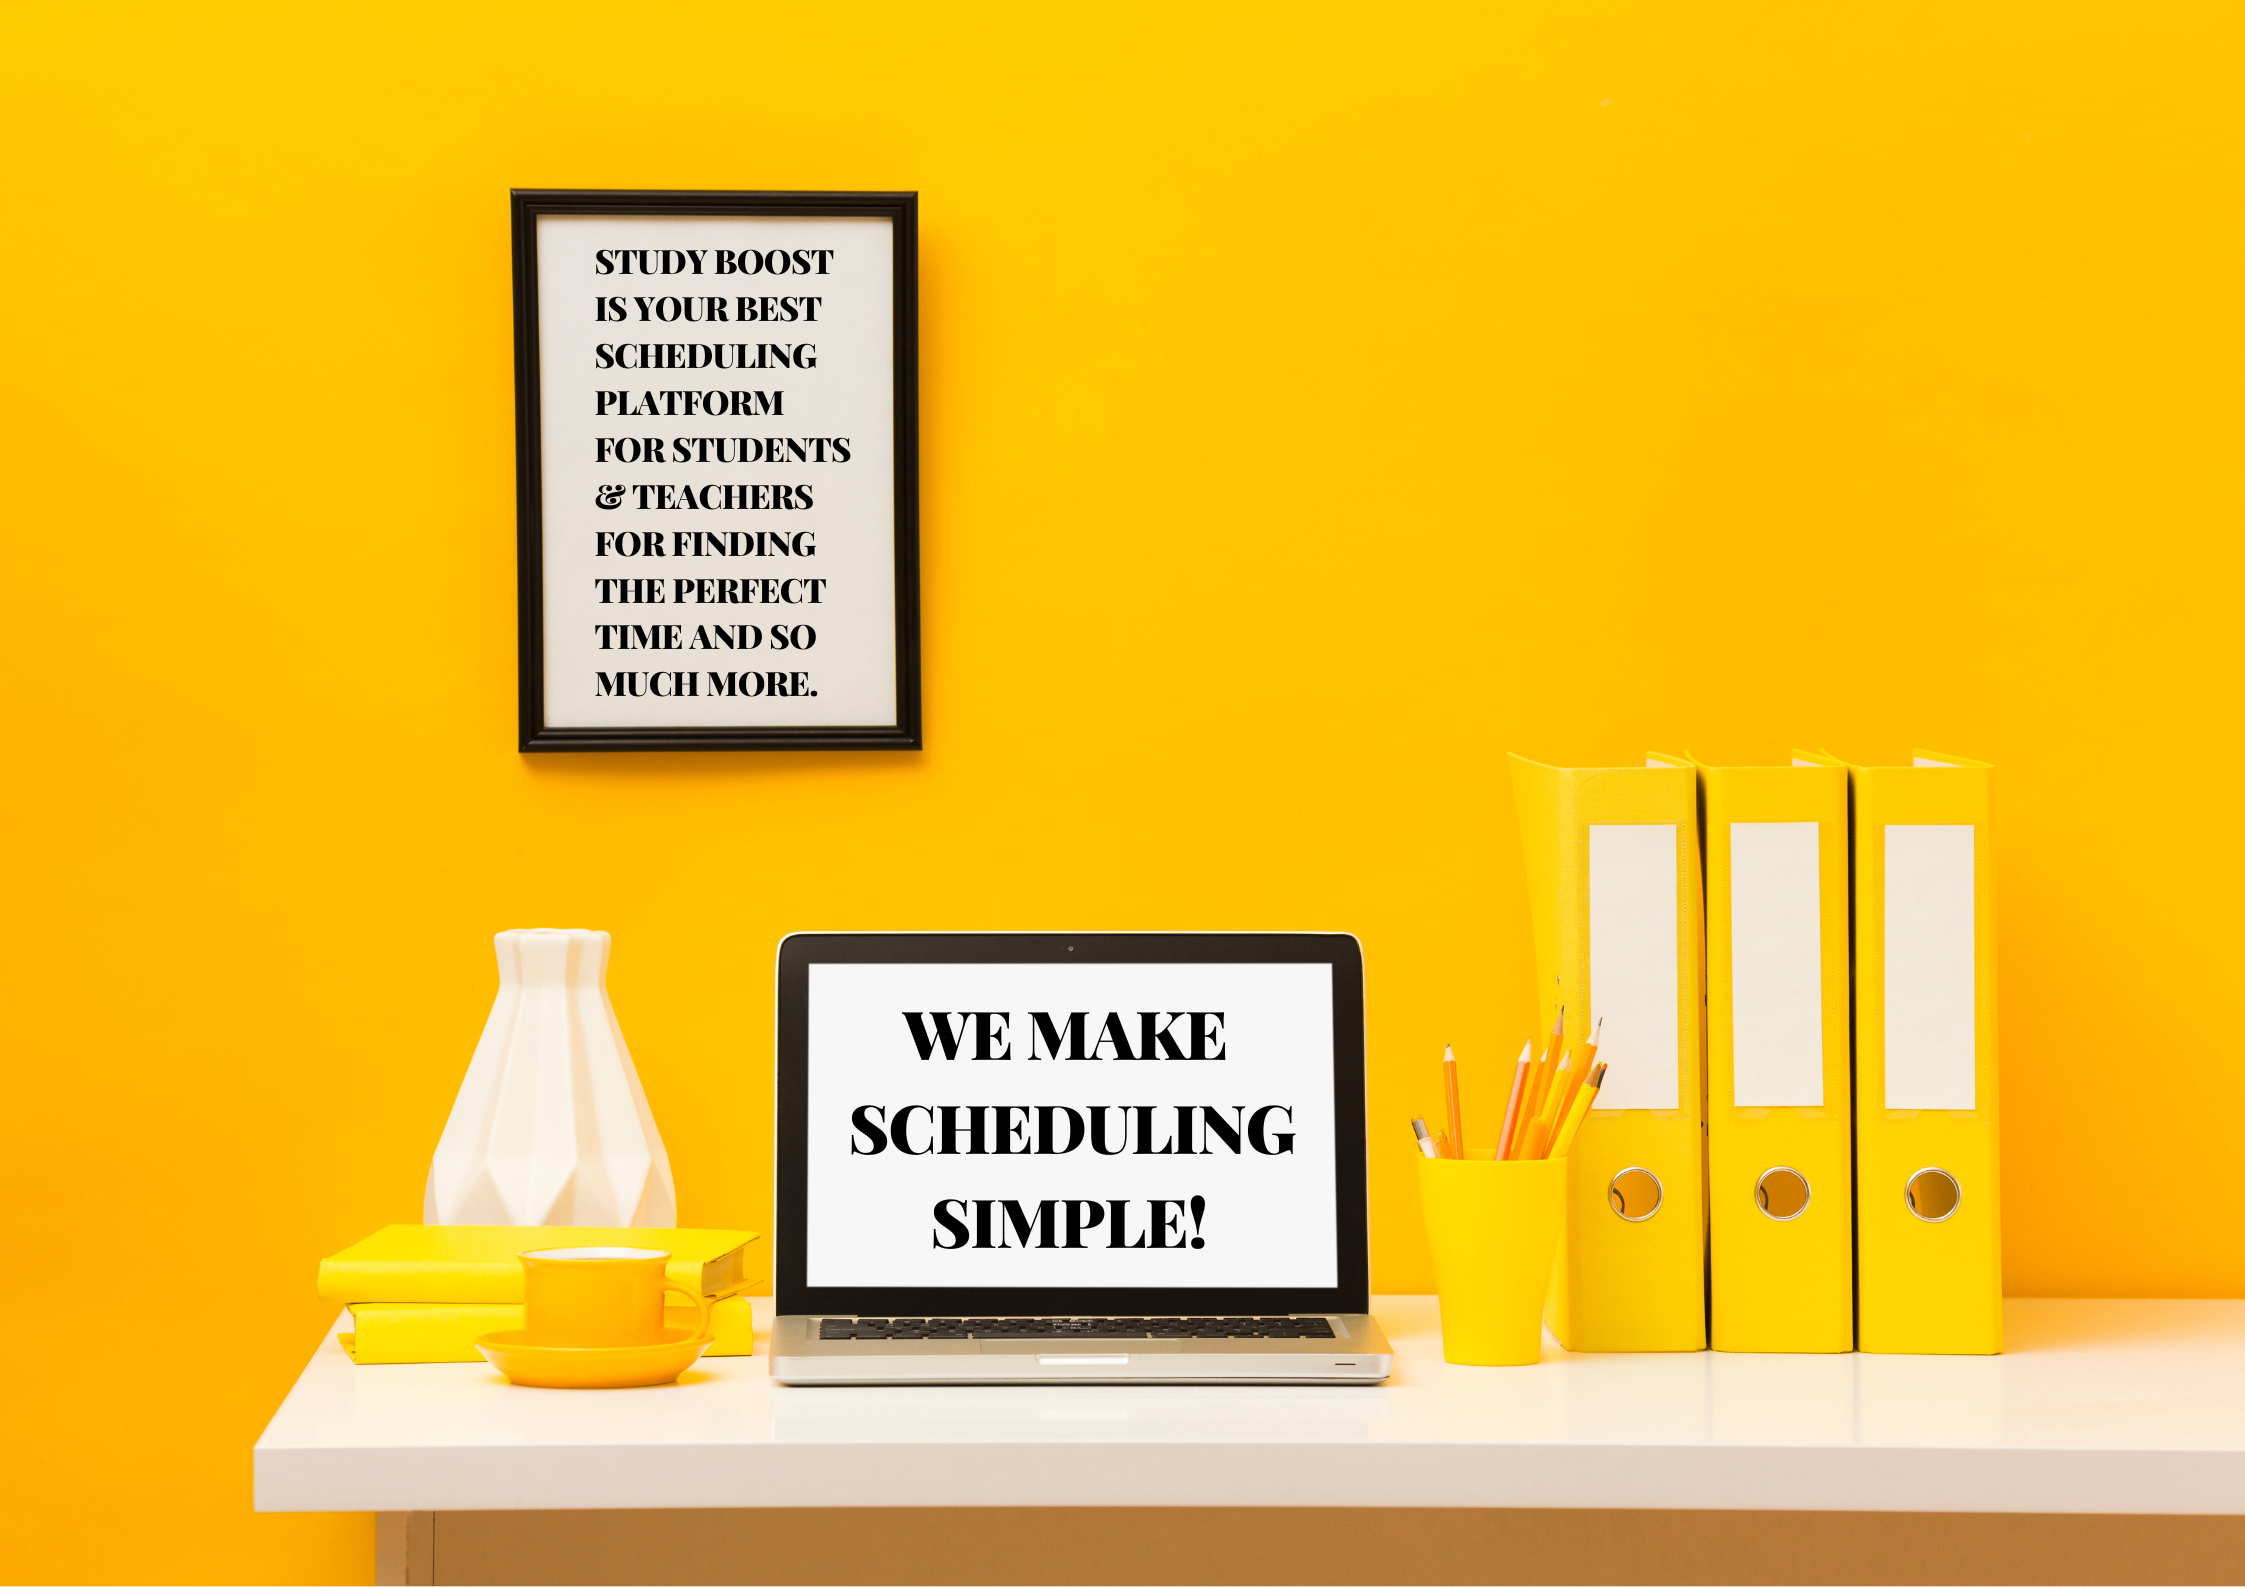 STUDY BOOST
IS YOUR BEST
SCHEDULING
PLATFORM
FOR STUDENTS
& TEACHERS
FOR FINDING
THE PERFECT
TIME AND SO
MUCH MORE.
WE MAKE
SCHEDULING
SIMPLE!